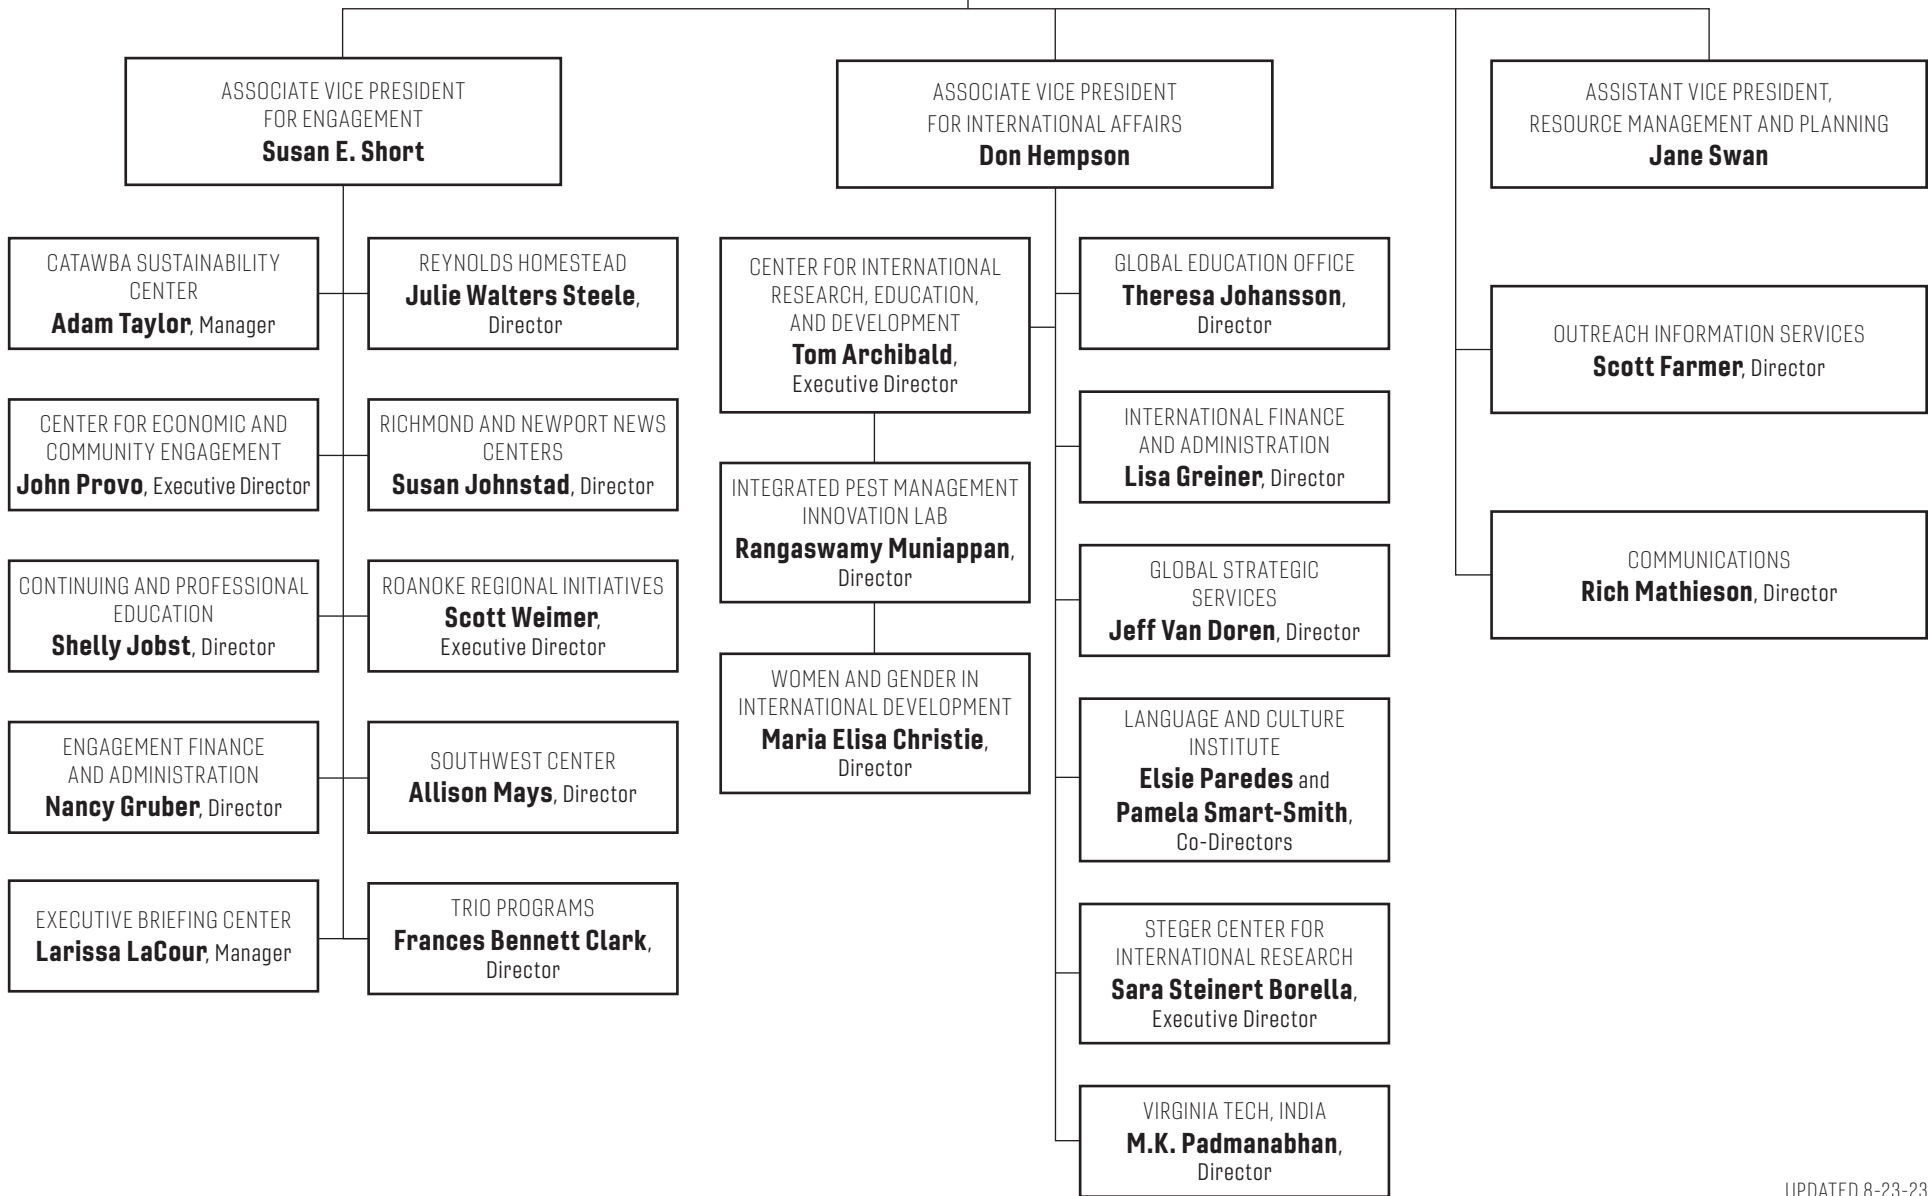 ASSOCIATE VICE PRESIDENT
FOR ENGAGEMENT
Susan E. Short
CATAWBA SUSTAINABILITY
CENTER
Adam Taylor, Manager
REYNOLDS HOMESTEAD
Julie Walters Steele,
Director
CENTER FOR ECONOMIC AND
COMMUNITY ENGAGEMENT
John Provo, Executive Director
RICHMOND AND NEWPORT NEWS
CENTERS
Susan Johnstad, Director
CONTINUING AND PROFESSIONAL
EDUCATION
Shelly Jobst, Director
ROANOKE REGIONAL INITIATIVES
Scott Weimer,
Executive Director
ENGAGEMENT FINANCE
AND ADMINISTRATION
Nancy Gruber, Director
SOUTHWEST CENTER
Allison Mays, Director
EXECUTIVE BRIEFING CENTER
Larissa LaCour, Manager
TRIO PROGRAMS
Frances Bennett Clark,
Director
ASSOCIATE VICE PRESIDENT
FOR INTERNATIONAL AFFAIRS
Don Hempson
CENTER FOR INTERNATIONAL
RESEARCH, EDUCATION,
AND DEVELOPMENT
Tom Archibald,
Executive Director
INTEGRATED PEST MANAGEMENT
INNOVATION LAB
Rangaswamy Muniappan,
Director
WOMEN AND GENDER IN
INTERNATIONAL DEVELOPMENT
Maria Elisa Christie,
Director
GLOBAL EDUCATION OFFICE
Theresa Johansson,
Director
INTERNATIONAL FINANCE
AND ADMINISTRATION
Lisa Greiner, Director
GLOBAL STRATEGIC
SERVICES
Jeff Van Doren, Director
LANGUAGE AND CULTURE
INSTITUTE
Elsie Paredes and
Pamela Smart-Smith,
Co-Directors
STEGER CENTER FOR
INTERNATIONAL RESEARCH
Sara Steinert Borella,
Executive Director
VIRGINIA TECH, INDIA
M.K. Padmanabhan,
Director
ASSISTANT VICE PRESIDENT,
RESOURCE MANAGEMENT AND PLANNING
Jane Swan
OUTREACH INFORMATION SERVICES
Scott Farmer, Director
COMMUNICATIONS
Rich Mathieson, Director
UPDATED 8-23-23